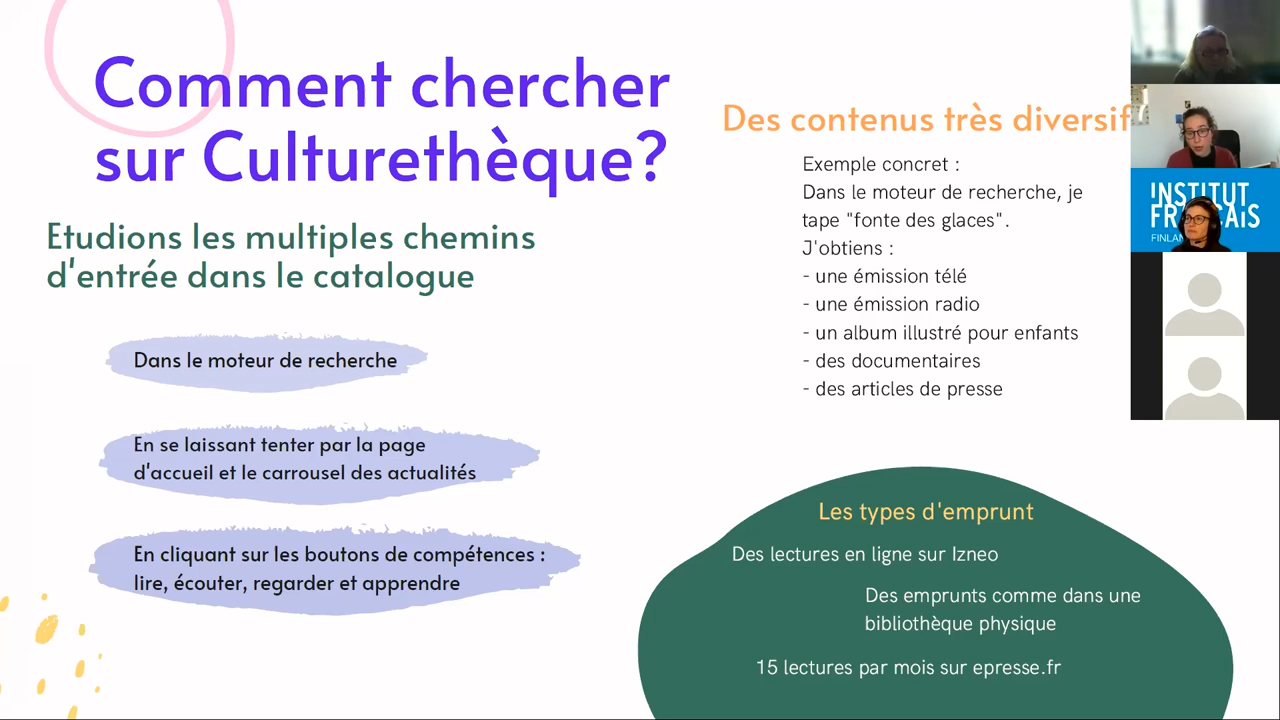 Comment chercher
sur Culturethèque?
Etudions les multiples chemins
d'entrée dans le catalogue
Dans le moteur de recherche
En se laissant tenter par la page
d'accueil et le carrousel des actualités
En cliquant sur les boutons de compétences :
lire, écouter, regarder et apprendre
Des contenus très diversif
Exemple concret :
Dans le moteur de recherche, je
tape "fonte des glaces".
J'obtiens :
- une émission télé
- une émission radio
- un album illustré pour enfants
- des documentaires
- des articles de presse
Les types d'emprunt
Des lectures en ligne sur Izneo
Des emprunts comme dans une
bibliothèque physique
15 lectures par mois sur epresse.fr
INSTITUT